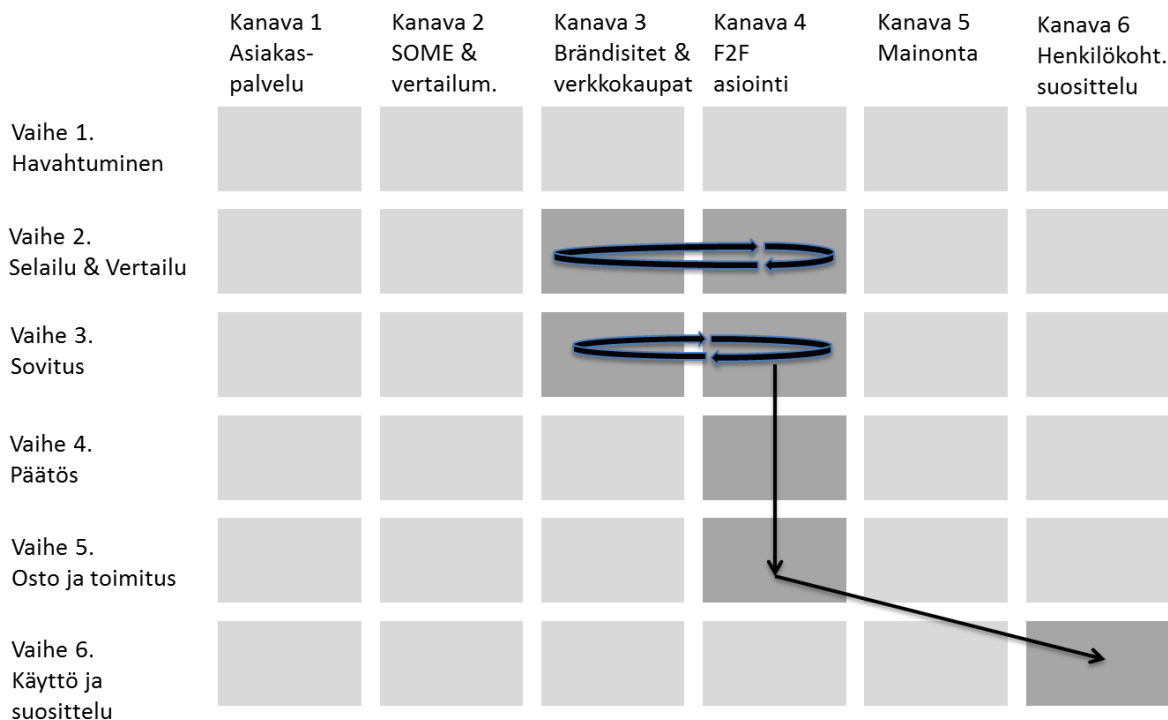 Kanava 1
Asiakas-
palvelu
Kanava 2
SOME &
vertailum.
Kanava 3
Brändisitet &
verkkokaupat
Kanava 4
F2F
asiointi
Kanava 5
Mainonta
Kanava 6
Henkilökoht.
suosittelu
Vaihe 1.
Havahtuminen
Vaihe 2.
Selailu & Vertailu
Vaihe 3.
Sovitus
Vaihe 4.
Päätös
Vaihe 5.
Osto ja toimitus
Vaihe 6.
Käyttö ja
suosittelu